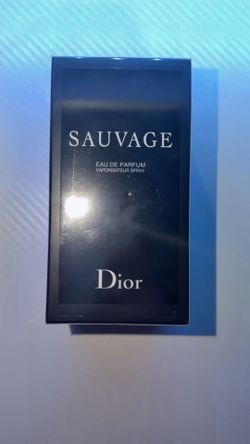 SAUVAGE
EAU DE PARFUM
VAPORISATEUR SPRAY
Dior